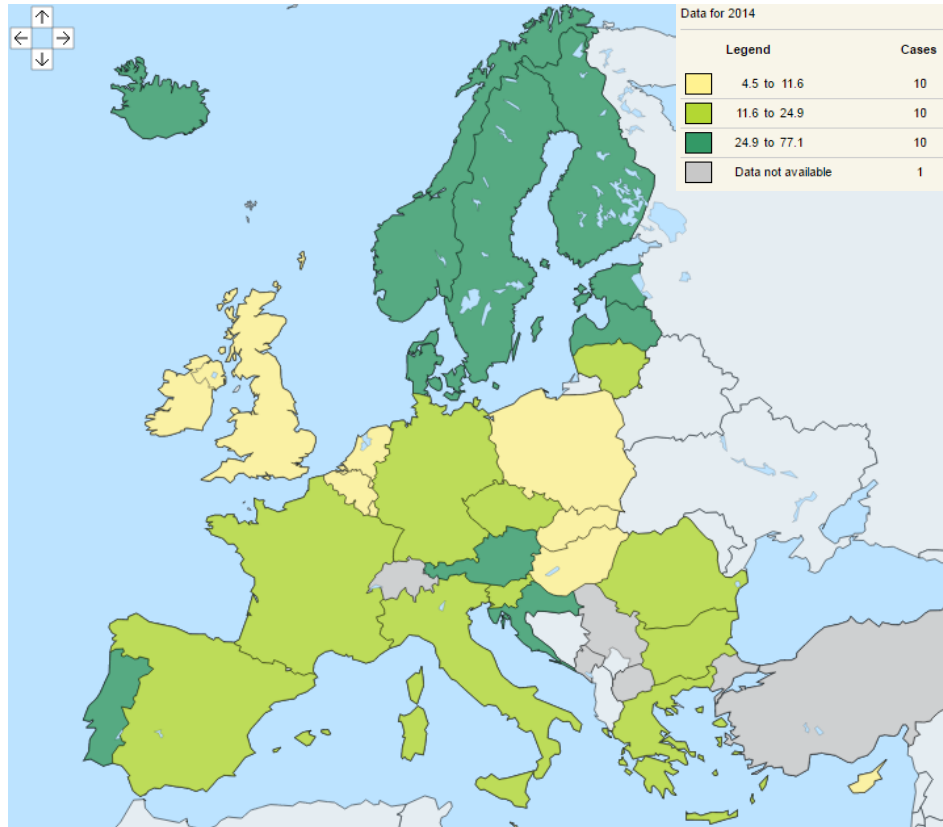 Data for 2014
Legend Cases
4.5 to 11.6 10
11.6 to 24.9 10
24.9 to 77.1 10
Data not available 1